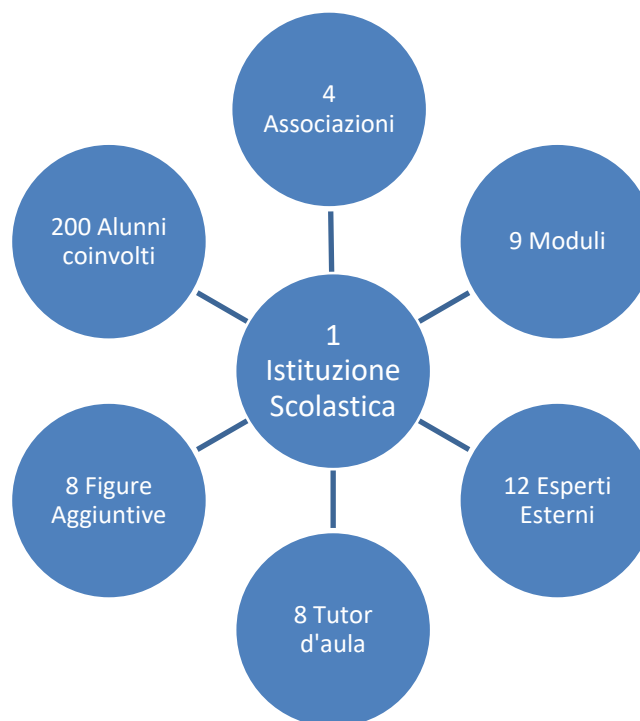 4
Associazioni
200 Alunni
coinvolti
9 Moduli
1
Istituzione
Scolastica
8 Figure
Aggiuntive
12 Esperti
Esterni
8 Tutor
d'aula